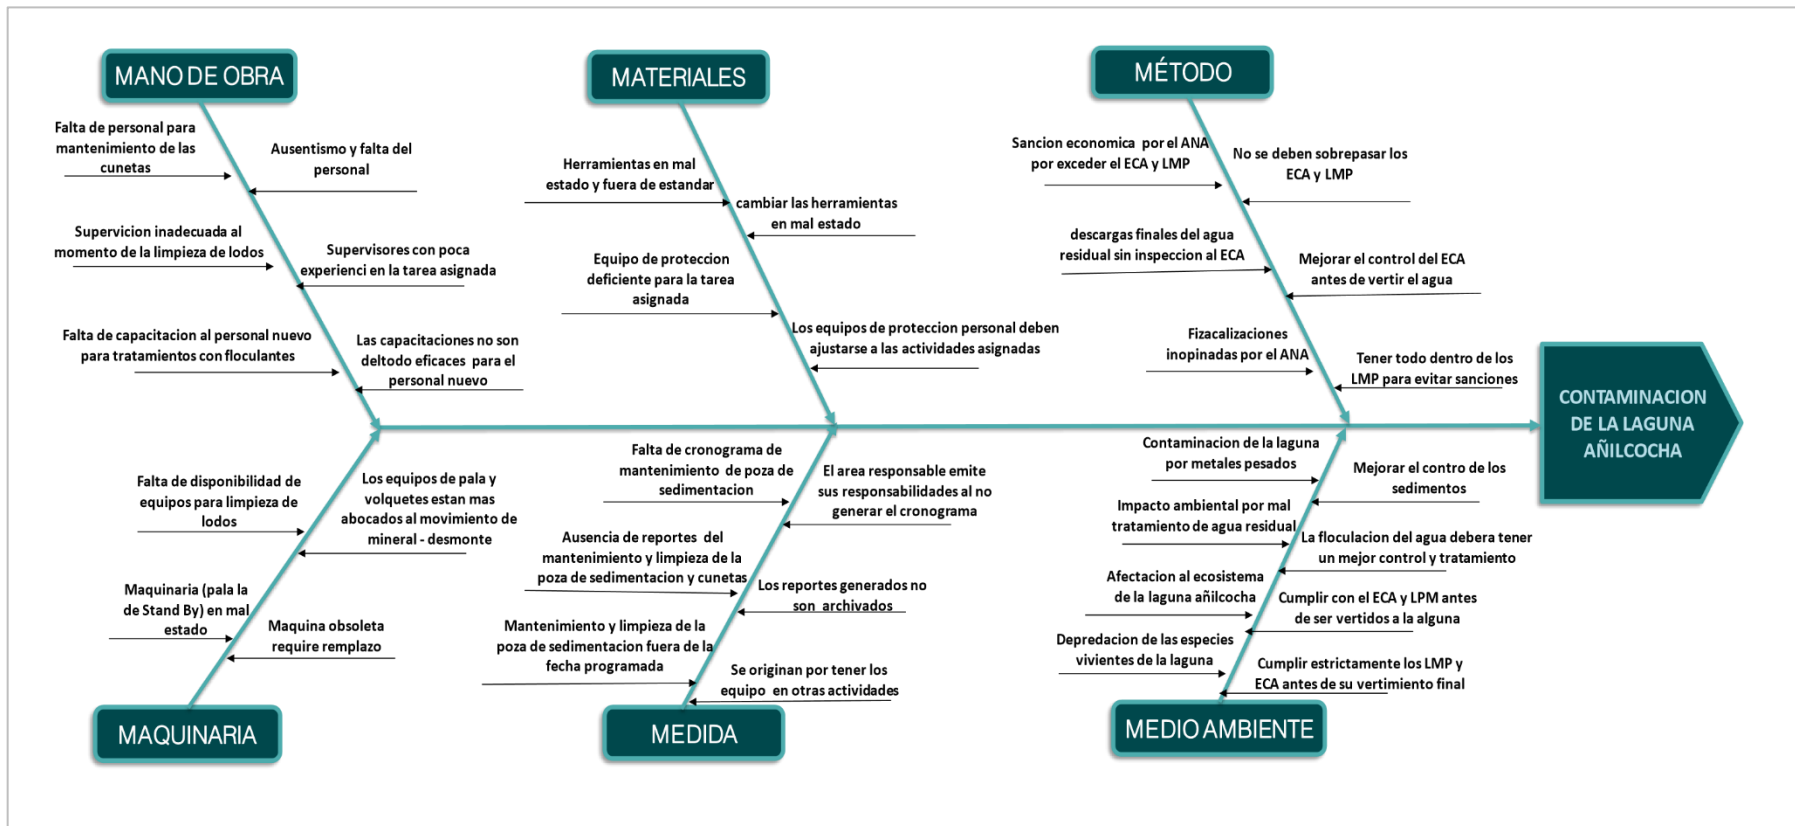 MANO DE OBRA
Falta de personal para
mantenimiento de las
cunetas
Ausentismo y falta del
personal
Supervicion inadecuada al
momento de la limpieza de lodos
Supervisores con poca
experienci en la tarea asignada
Falta de capacitacion al personal nuevo
para tratamientos con floculantes
Las capacitaciones no son
deltodo eficaces para el
personal nuevo
MATERIALES
Herramientas en mal
estado y fuera de estandar
cambiar las herramientas
en mal estado
Equipo de proteccion
deficiente para la tarea
asignada
Los equipos de proteccion personal deben
ajustarse a las actividades asignadas
MÉTODO
Sancion economica por el ANA
por exceder el ECA y LMP
No se deben sobrepasar los
ECA y LMP
descargas finales del agua
residual sin inspeccion al ECA
Mejorar el control del ECA
antes de vertir el agua
Fizacalizaciones
inopinadas por el ANA
Tener todo dentro de los
LMP para evitar sanciones
CONTAMINACION
DE LA LAGUNA
AÑILCOCHA
Falta de disponibilidad de
equipos para limpieza de
lodos
Los equipos de pala y
volquetes estan mas
abocados al movimiento de
mineral - desmonte
Maquinaria (pala la
de Stand By) en mal
estado
Maquina obsoleta
require remplazo
MAQUINARIA
Falta de cronograma de
mantenimiento de poza de
sedimentacion
El area responsable emite
sus responsabilidades al no
generar el cronograma
Ausencia de reportes del
mantenimiento y limpieza de la
poza de sedimentacion y cunetas
Los reportes generados no
son archivados
Mantenimiento y limpieza de la
poza de sedimentacion fuera de la
fecha programada
Se originan por tener los
equipo en otras actividades
MEDIDA
Contaminacion de la laguna
por metales pesados
Mejorar el contro de los
sedimentos
Impacto ambiental por mal
tratamiento de agua residual
La floculacion del agua debera tener
un mejor control y tratamiento
Afectacion al ecosistema
de la laguna añilcocha
Cumplir con el ECA y LPM antes
de ser vertidos a la alguna
Depredacion de las especies
vivientes de la laguna
Cumplir estrictamente los LMP y
ECA antes de su vertimiento final
MEDIO AMBIENTE